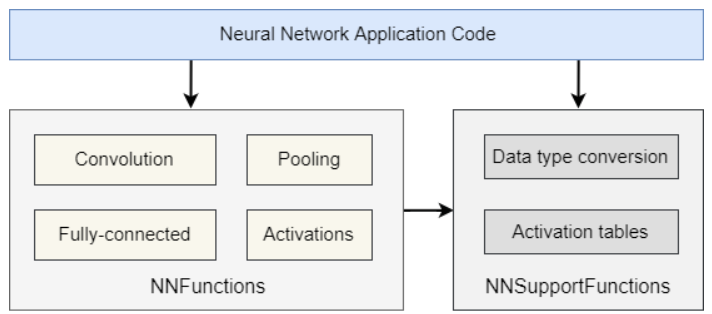 Neural Network Application Code
Convolution
Pooling
Fully-connected
Activations
NNFunctions
Data type conversion
Activation tables
NNSupportFunctions